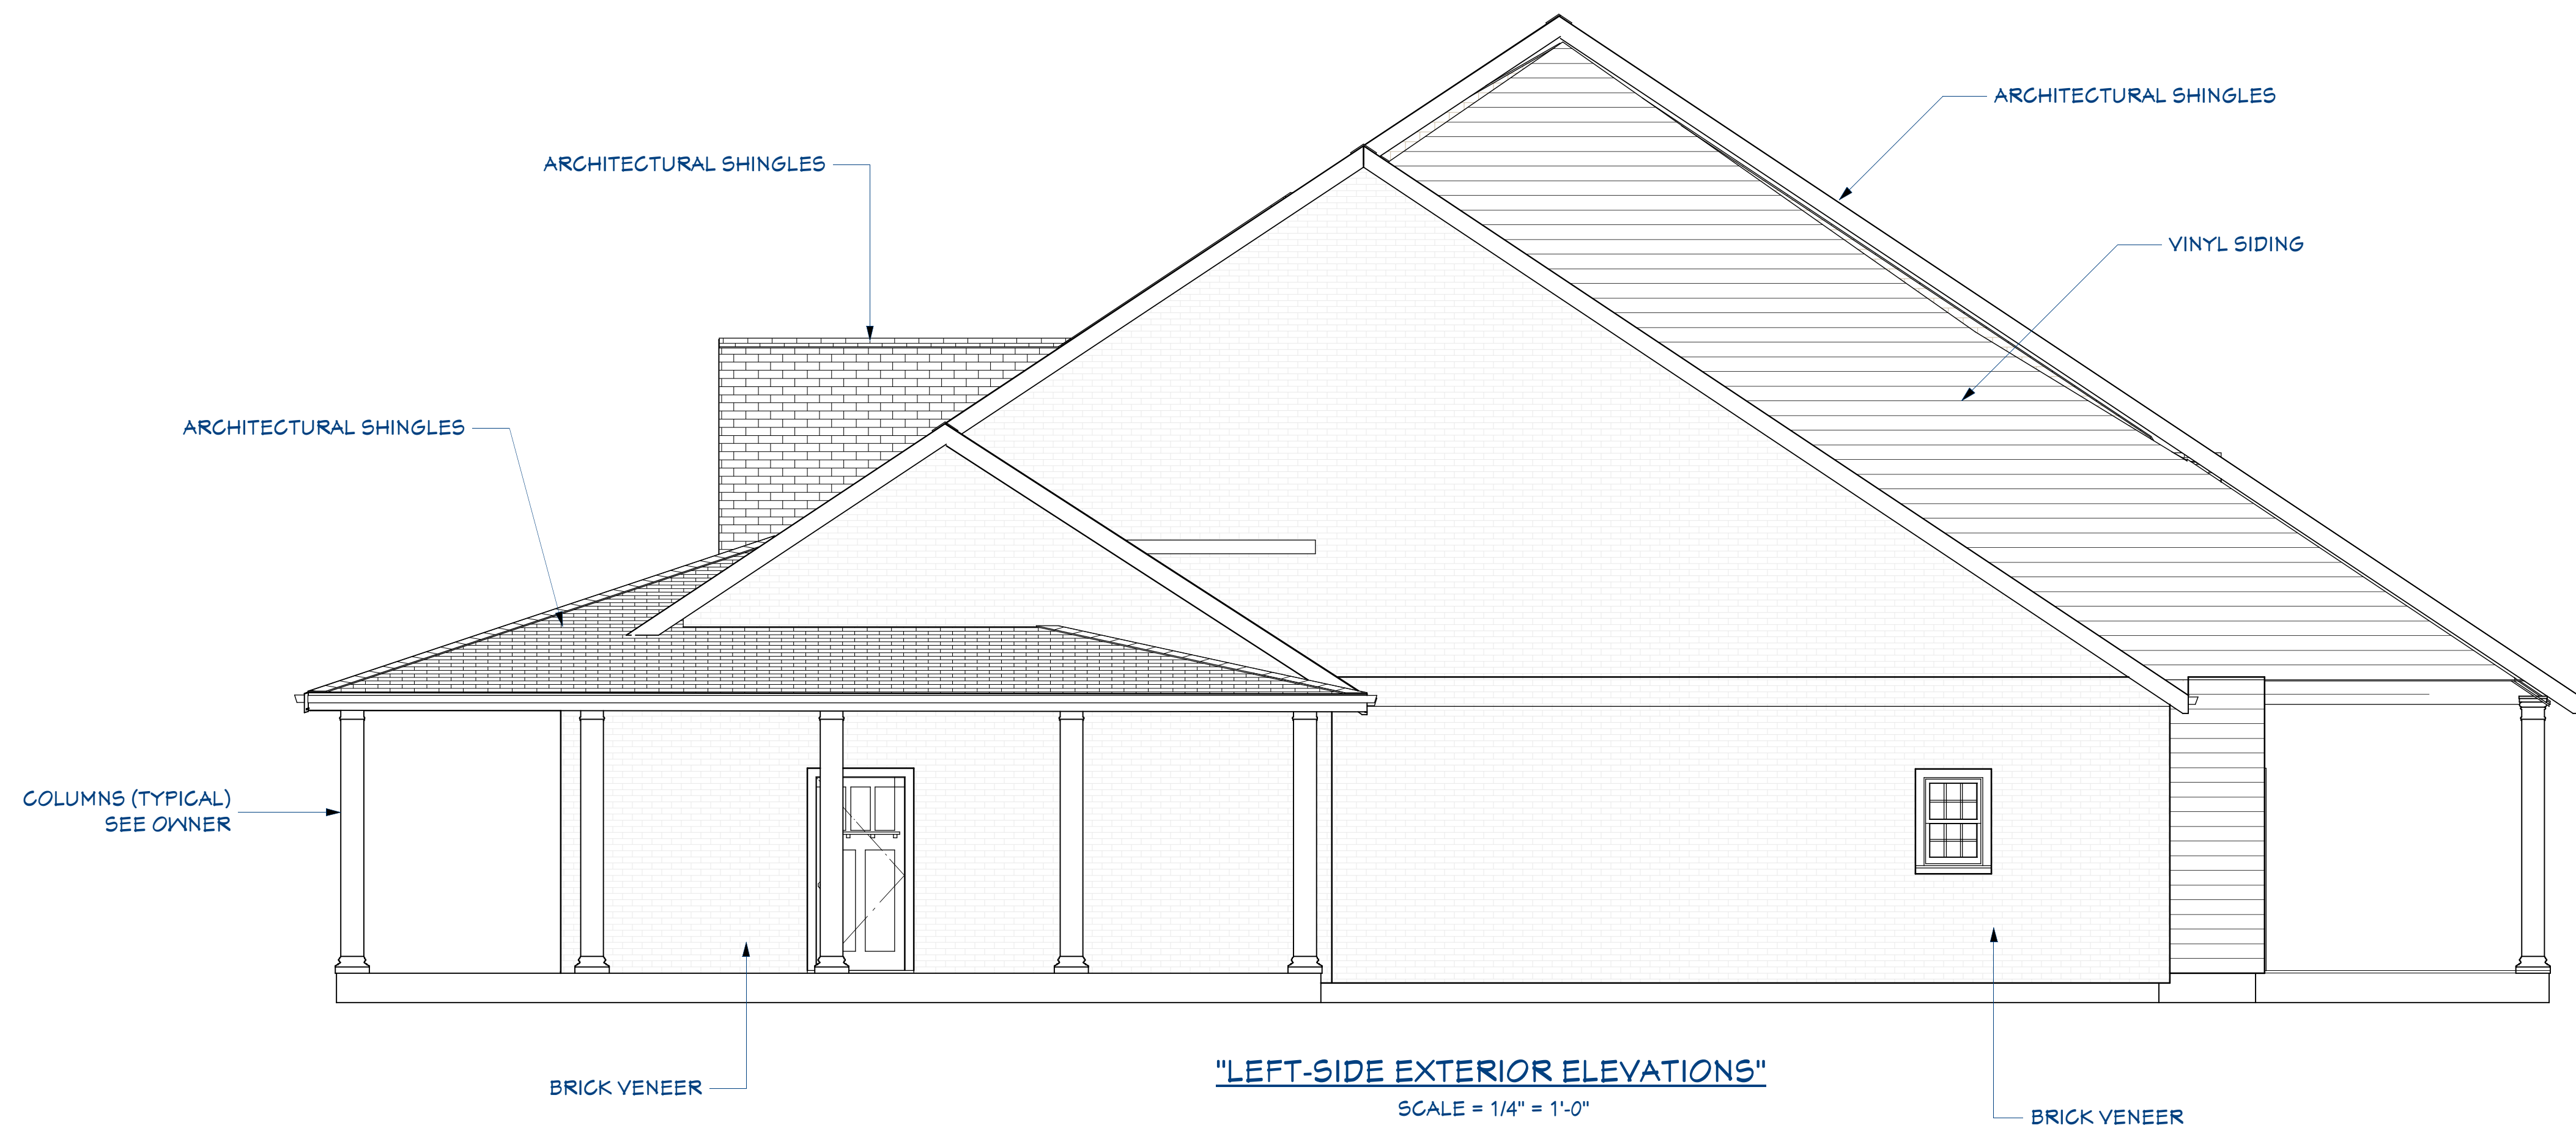 ARCHITECTURAL SHINGLES
ARCHITECTURAL SHINGLES
VINYL SIDING
ARCHITECTURAL SHINGLES
COLUMNS (TYPICAL)
SEE OWNER
"LEFT-SIDE EXTERIOR ELEVATIONS"
SCALE = 1/4" = 1'-0"
BRICK VENEER
BRICK VENEER